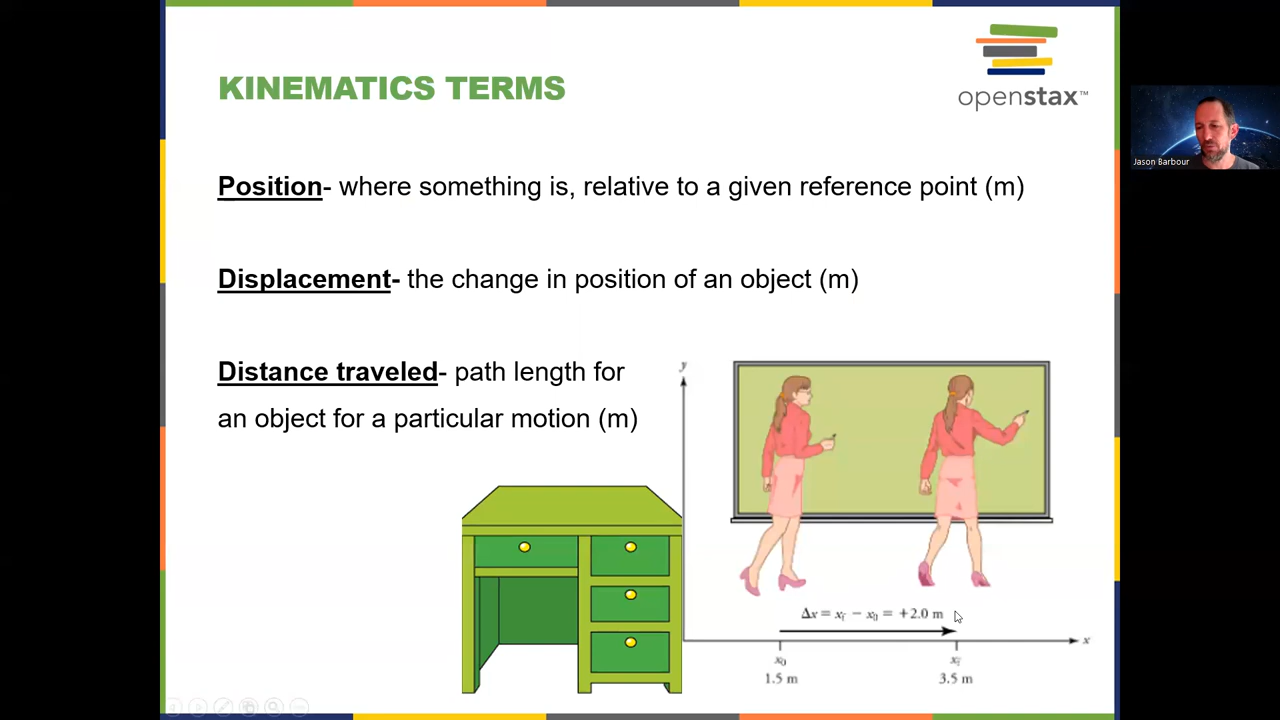 KINEMATICS TERMS
openstax™
Jason Barbour
Position- where something is, relative to a given reference point (m)
Displacement- the change in position of an object (m)
Distance traveled- path length for
an object for a particular motion (m)
y
Δx = xf − x0 = +2.0 m
x
x0
xf
1.5 m
3.5 m